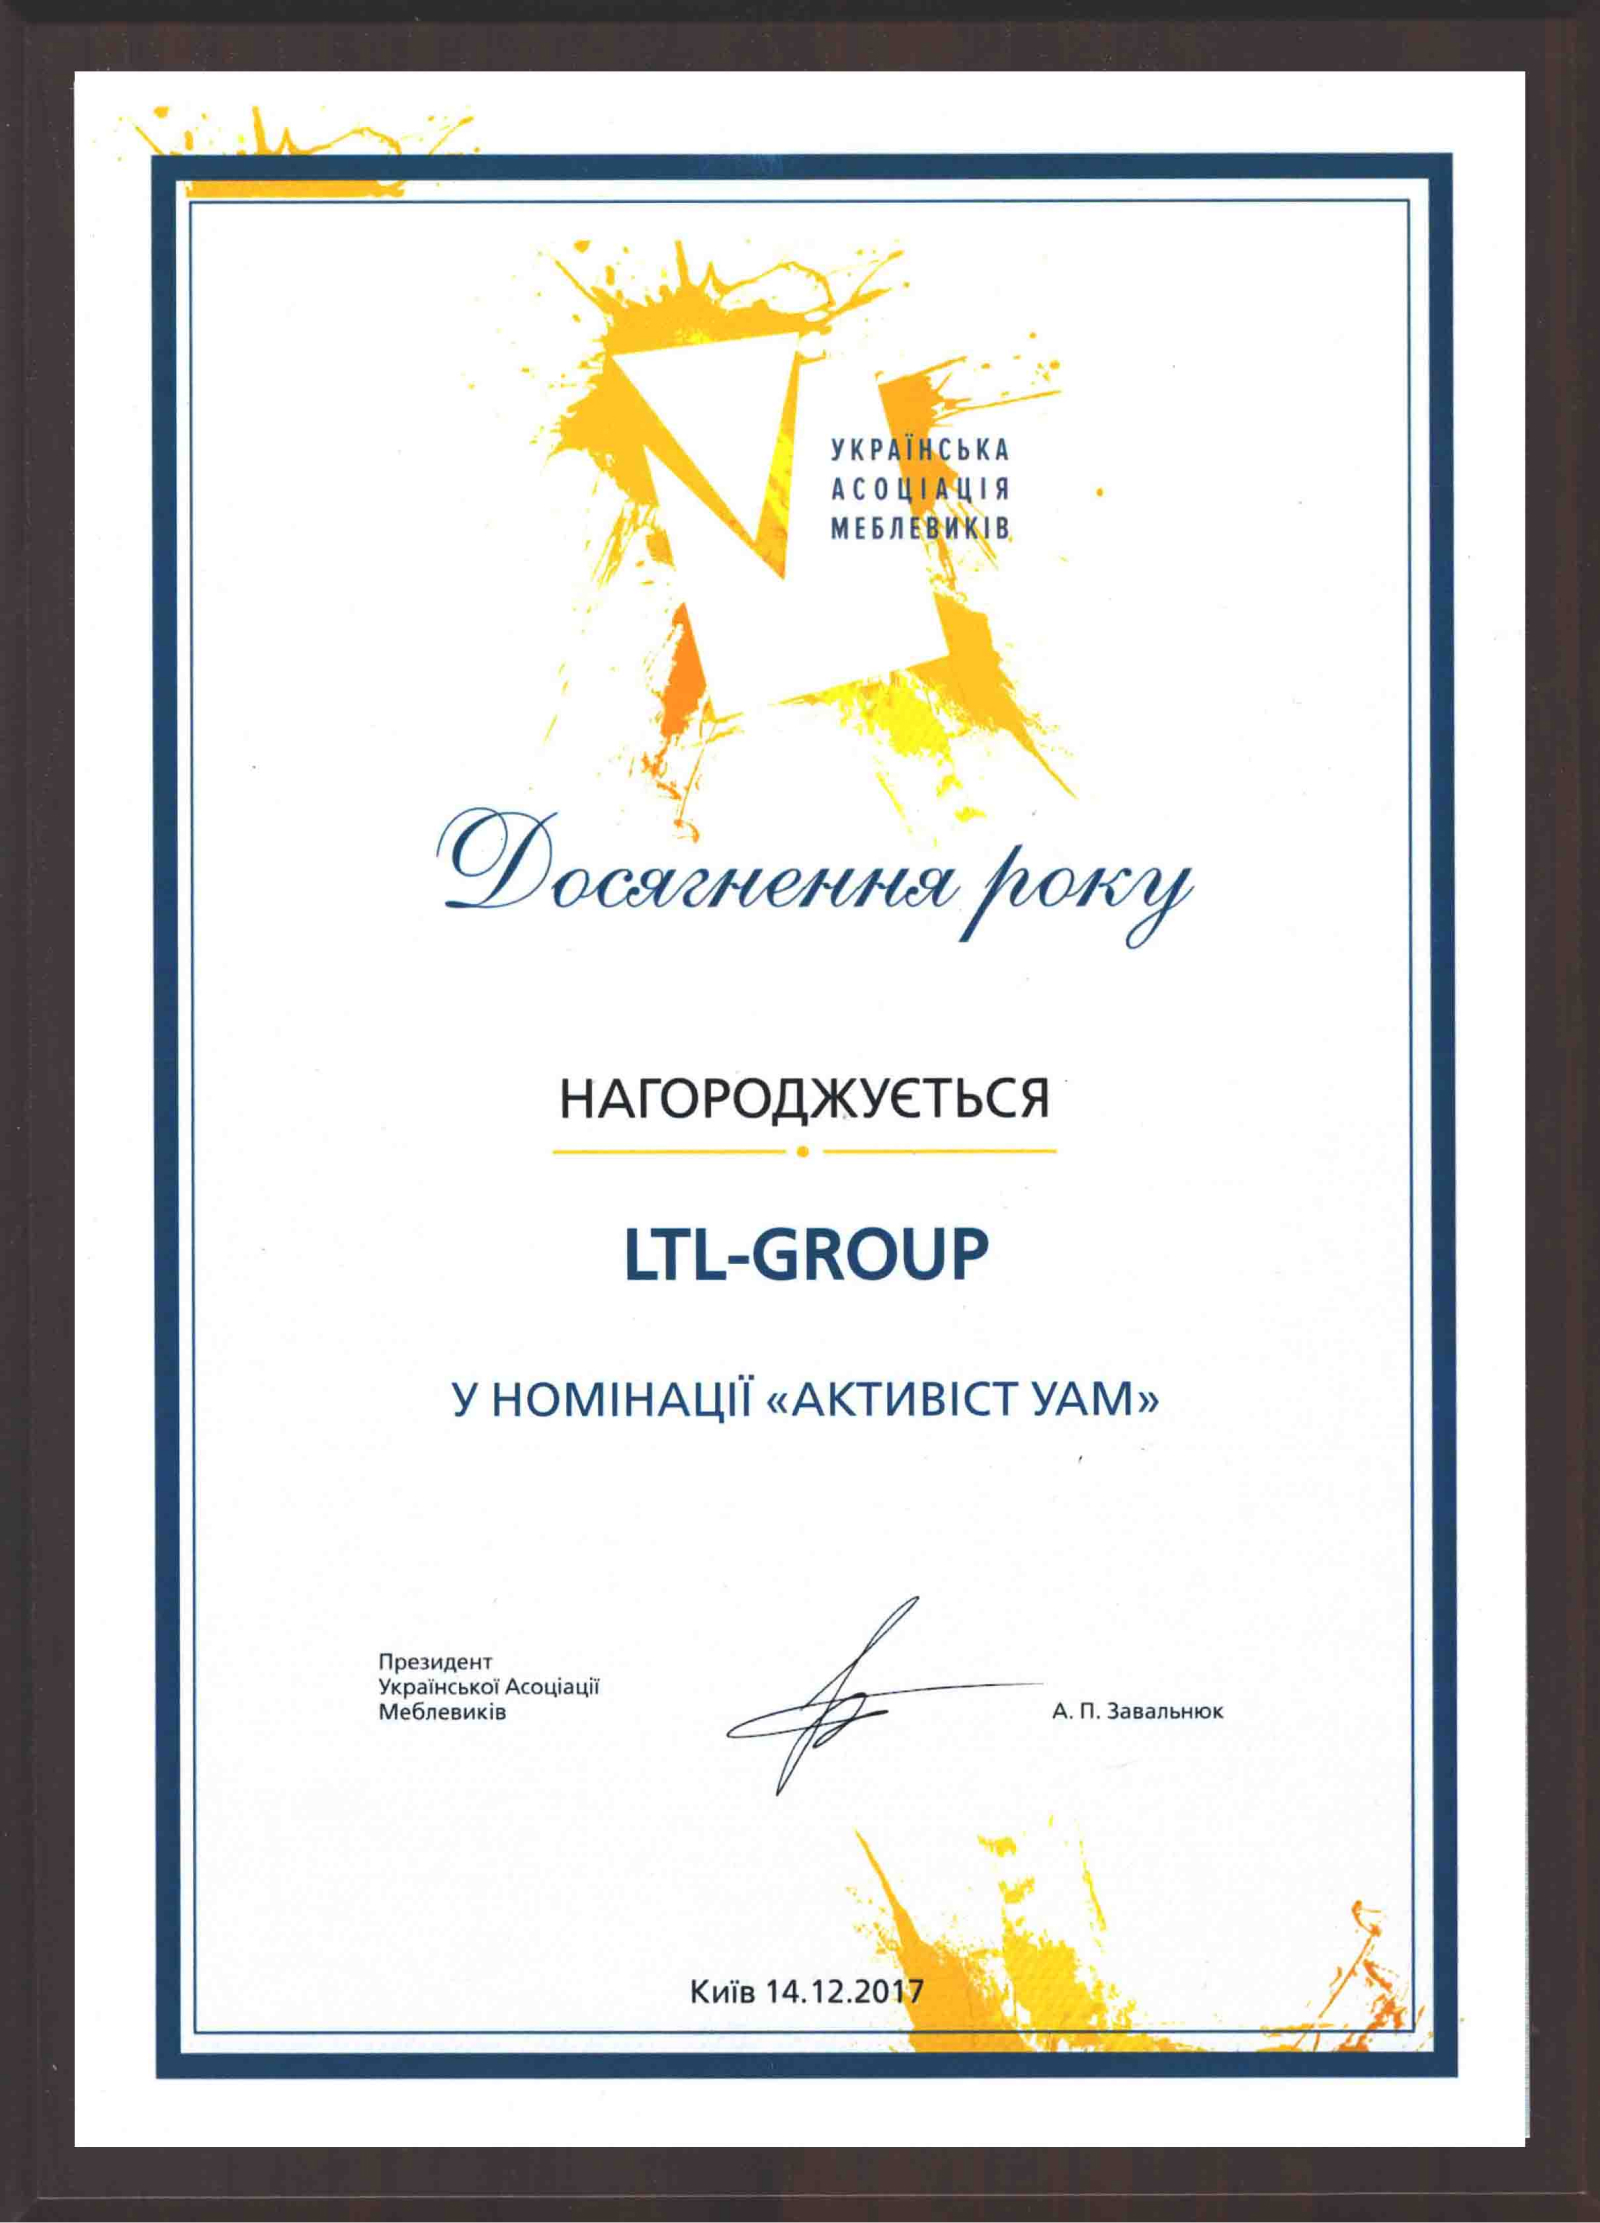 УКРАЇНСЬКА
АСОЦІАЦІЯ
МЕБЛЕВИКІВ
Досягнення року
НАГОРОДЖУЄТЬСЯ
LTL-GROUP
У НОМІНАЦІЇ «АКТИВІСТ УАМ»
Президент
Української Асоціації
Меблевиків
А. П. Завальнюк
Київ 14.12.2017